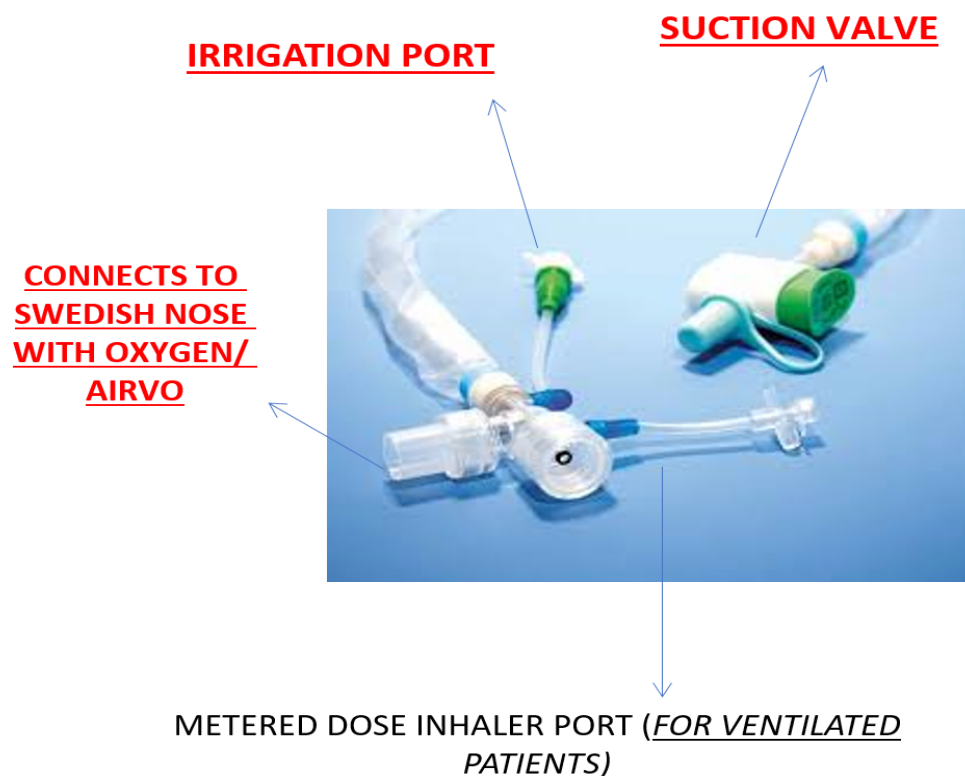 SUCTION VALVE
IRRIGATION PORT
CONNECTS TO
SWEDISH NOSE
WITH OXYGEN/
AIRVO
METERED DOSE INHALER PORT (FOR VENTILATED
PATIENTS)